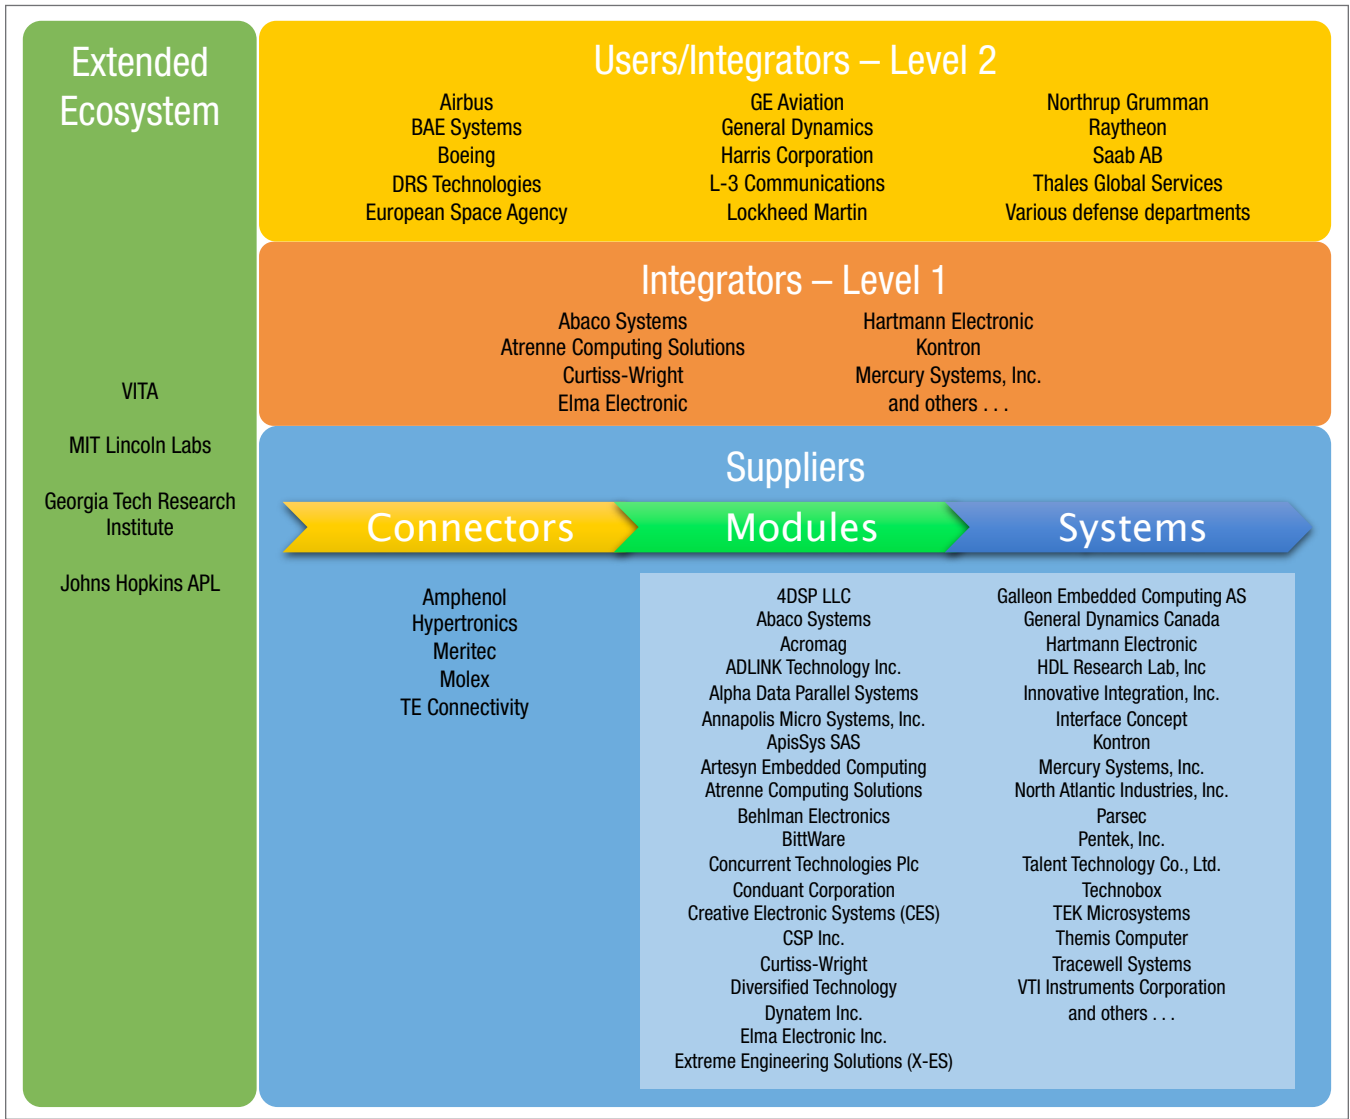 Extended
Ecosystem
VITA
MIT Lincoln Labs
Georgia Tech Research
Institute
Johns Hopkins APL
Users/Integrators – Level 2
Airbus
BAE Systems
Boeing
DRS Technologies
European Space Agency
GE Aviation
General Dynamics
Harris Corporation
L-3 Communications
Lockheed Martin
Northrup Grumman
Raytheon
Saab AB
Thales Global Services
Various defense departments
Integrators – Level 1
Abaco Systems
Atrenne Computing Solutions
Curtiss-Wright
Elma Electronic
Hartmann Electronic
Kontron
Mercury Systems, Inc.
and others . . .
Suppliers
Connectors
Modules
Systems
Amphenol
Hypertronics
Meritec
Molex
TE Connectivity
4DSP LLC
Abaco Systems
Acromag
ADLINK Technology Inc.
Alpha Data Parallel Systems
Annapolis Micro Systems, Inc.
ApisSys SAS
Artesyn Embedded Computing
Atrenne Computing Solutions
Behlman Electronics
BittWare
Concurrent Technologies Plc
Conduant Corporation
Creative Electronic Systems (CES)
CSP Inc.
Curtiss-Wright
Diversified Technology
Dynatem Inc.
Elma Electronic Inc.
Extreme Engineering Solutions (X-ES)
Galleon Embedded Computing AS
General Dynamics Canada
Hartmann Electronic
HDL Research Lab, Inc
Innovative Integration, Inc.
Interface Concept
Kontron
Mercury Systems, Inc.
North Atlantic Industries, Inc.
Parsec
Pentek, Inc.
Talent Technology Co., Ltd.
Technobox
TEK Microsystems
Themis Computer
Tracewell Systems
VTI Instruments Corporation
and others . . .